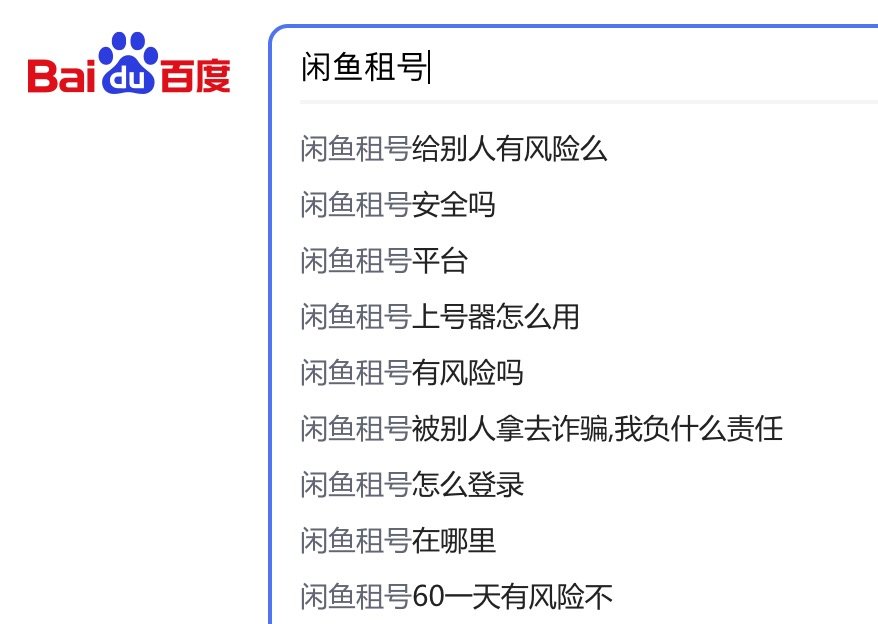 Bai du 百度
闲鱼租号
闲鱼租号给别人有风险么
闲鱼租号安全吗
闲鱼租号平台
闲鱼租号上号器怎么用
闲鱼租号有风险吗
闲鱼租号被别人拿去诈骗,我负什么责任
闲鱼租号怎么登录
闲鱼租号在哪里
闲鱼租号60一天有风险不